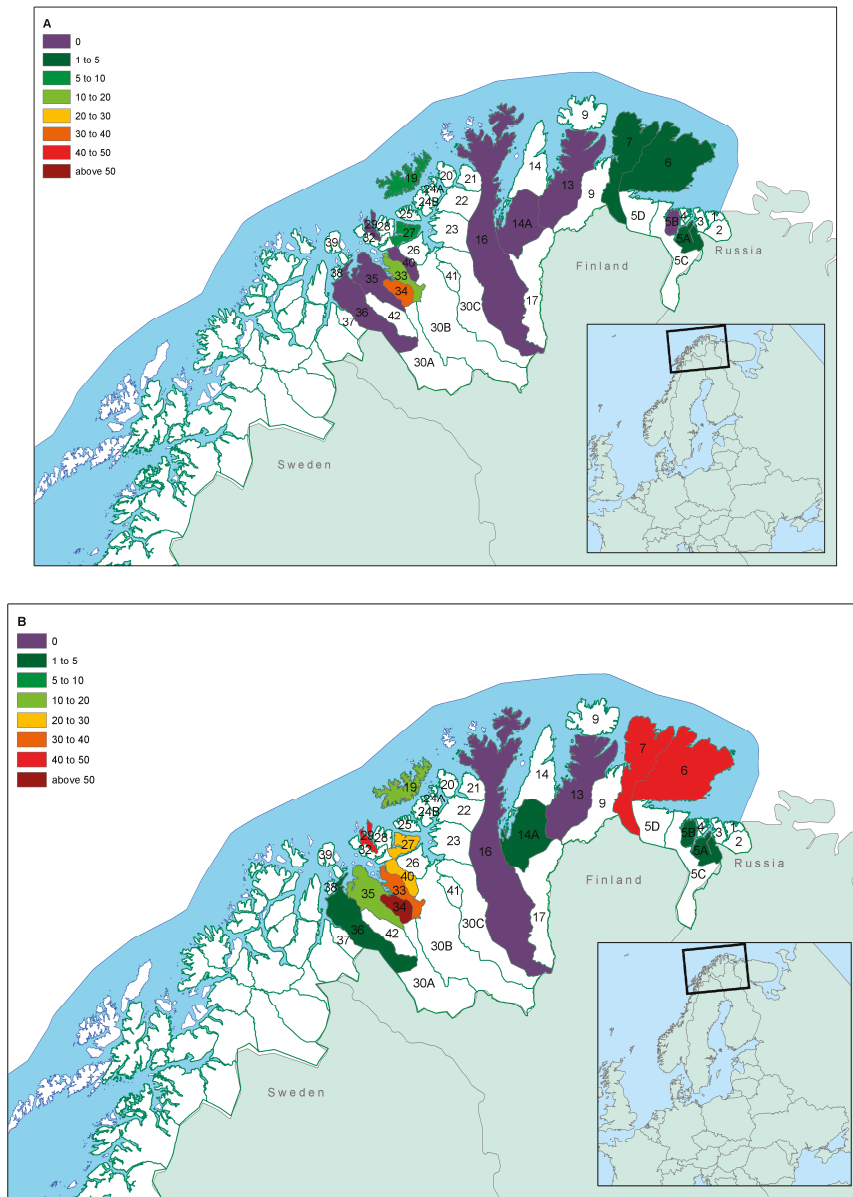 A
0
1 to 5
5 to 10
10 to 20
20 to 30
30 to 40
40 to 50
above 50
9
7
14
6
19
20
21
13
9
24A
24B
22
5D
25
14A
5B
4
3
1
2
29
28
27
23
16
5A
32
39
26
Russia
40
5C
Finland
38
35
33
41
34
17
36
42
30C
37
30B
30A
Sweden
B
0
1 to 5
5 to 10
10 to 20
20 to 30
30 to 40
40 to 50
above 50
9
7
14
6
19
20
21
13
9
24A
24B
22
5D
25
14A
5B
4
3
1
2
29
28
27
23
16
5A
32
39
26
Russia
40
5C
Finland
38
35
33
41
34
17
36
42
30C
37
30B
30A
Sweden